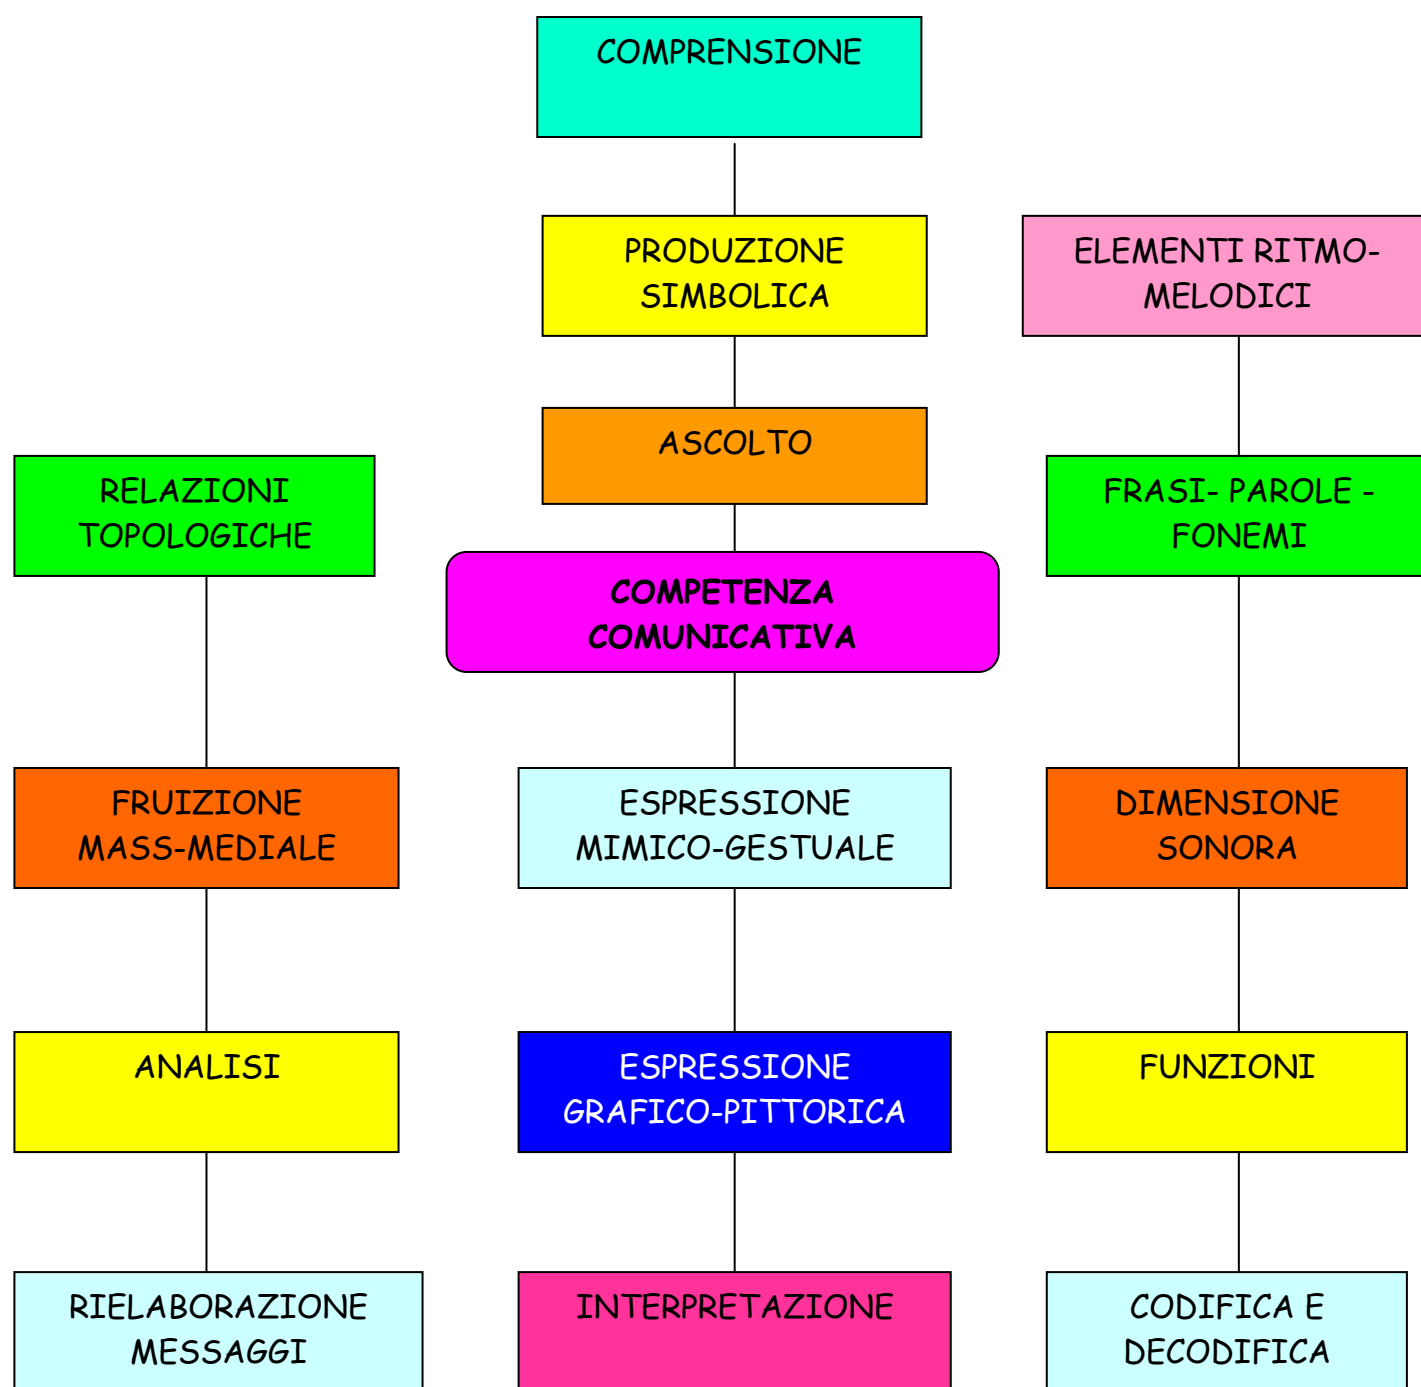 COMPRENSIONE
PRODUZIONE
SIMBOLICA
ELEMENTI RITMO-
MELODICI
ASCOLTO
RELAZIONI
TOPOLOGICHE
FRASI- PAROLE -
FONEMI
COMPETENZA
COMUNICATIVA
FRUIZIONE
MASS-MEDIALE
ESPRESSIONE
MIMICO-GESTUALE
DIMENSIONE
SONORA
ANALISI
ESPRESSIONE
GRAFICO-PITTORICA
FUNZIONI
RIELABORAZIONE
MESSAGGI
INTERPRETAZIONE
CODIFICA E
DECODIFICA